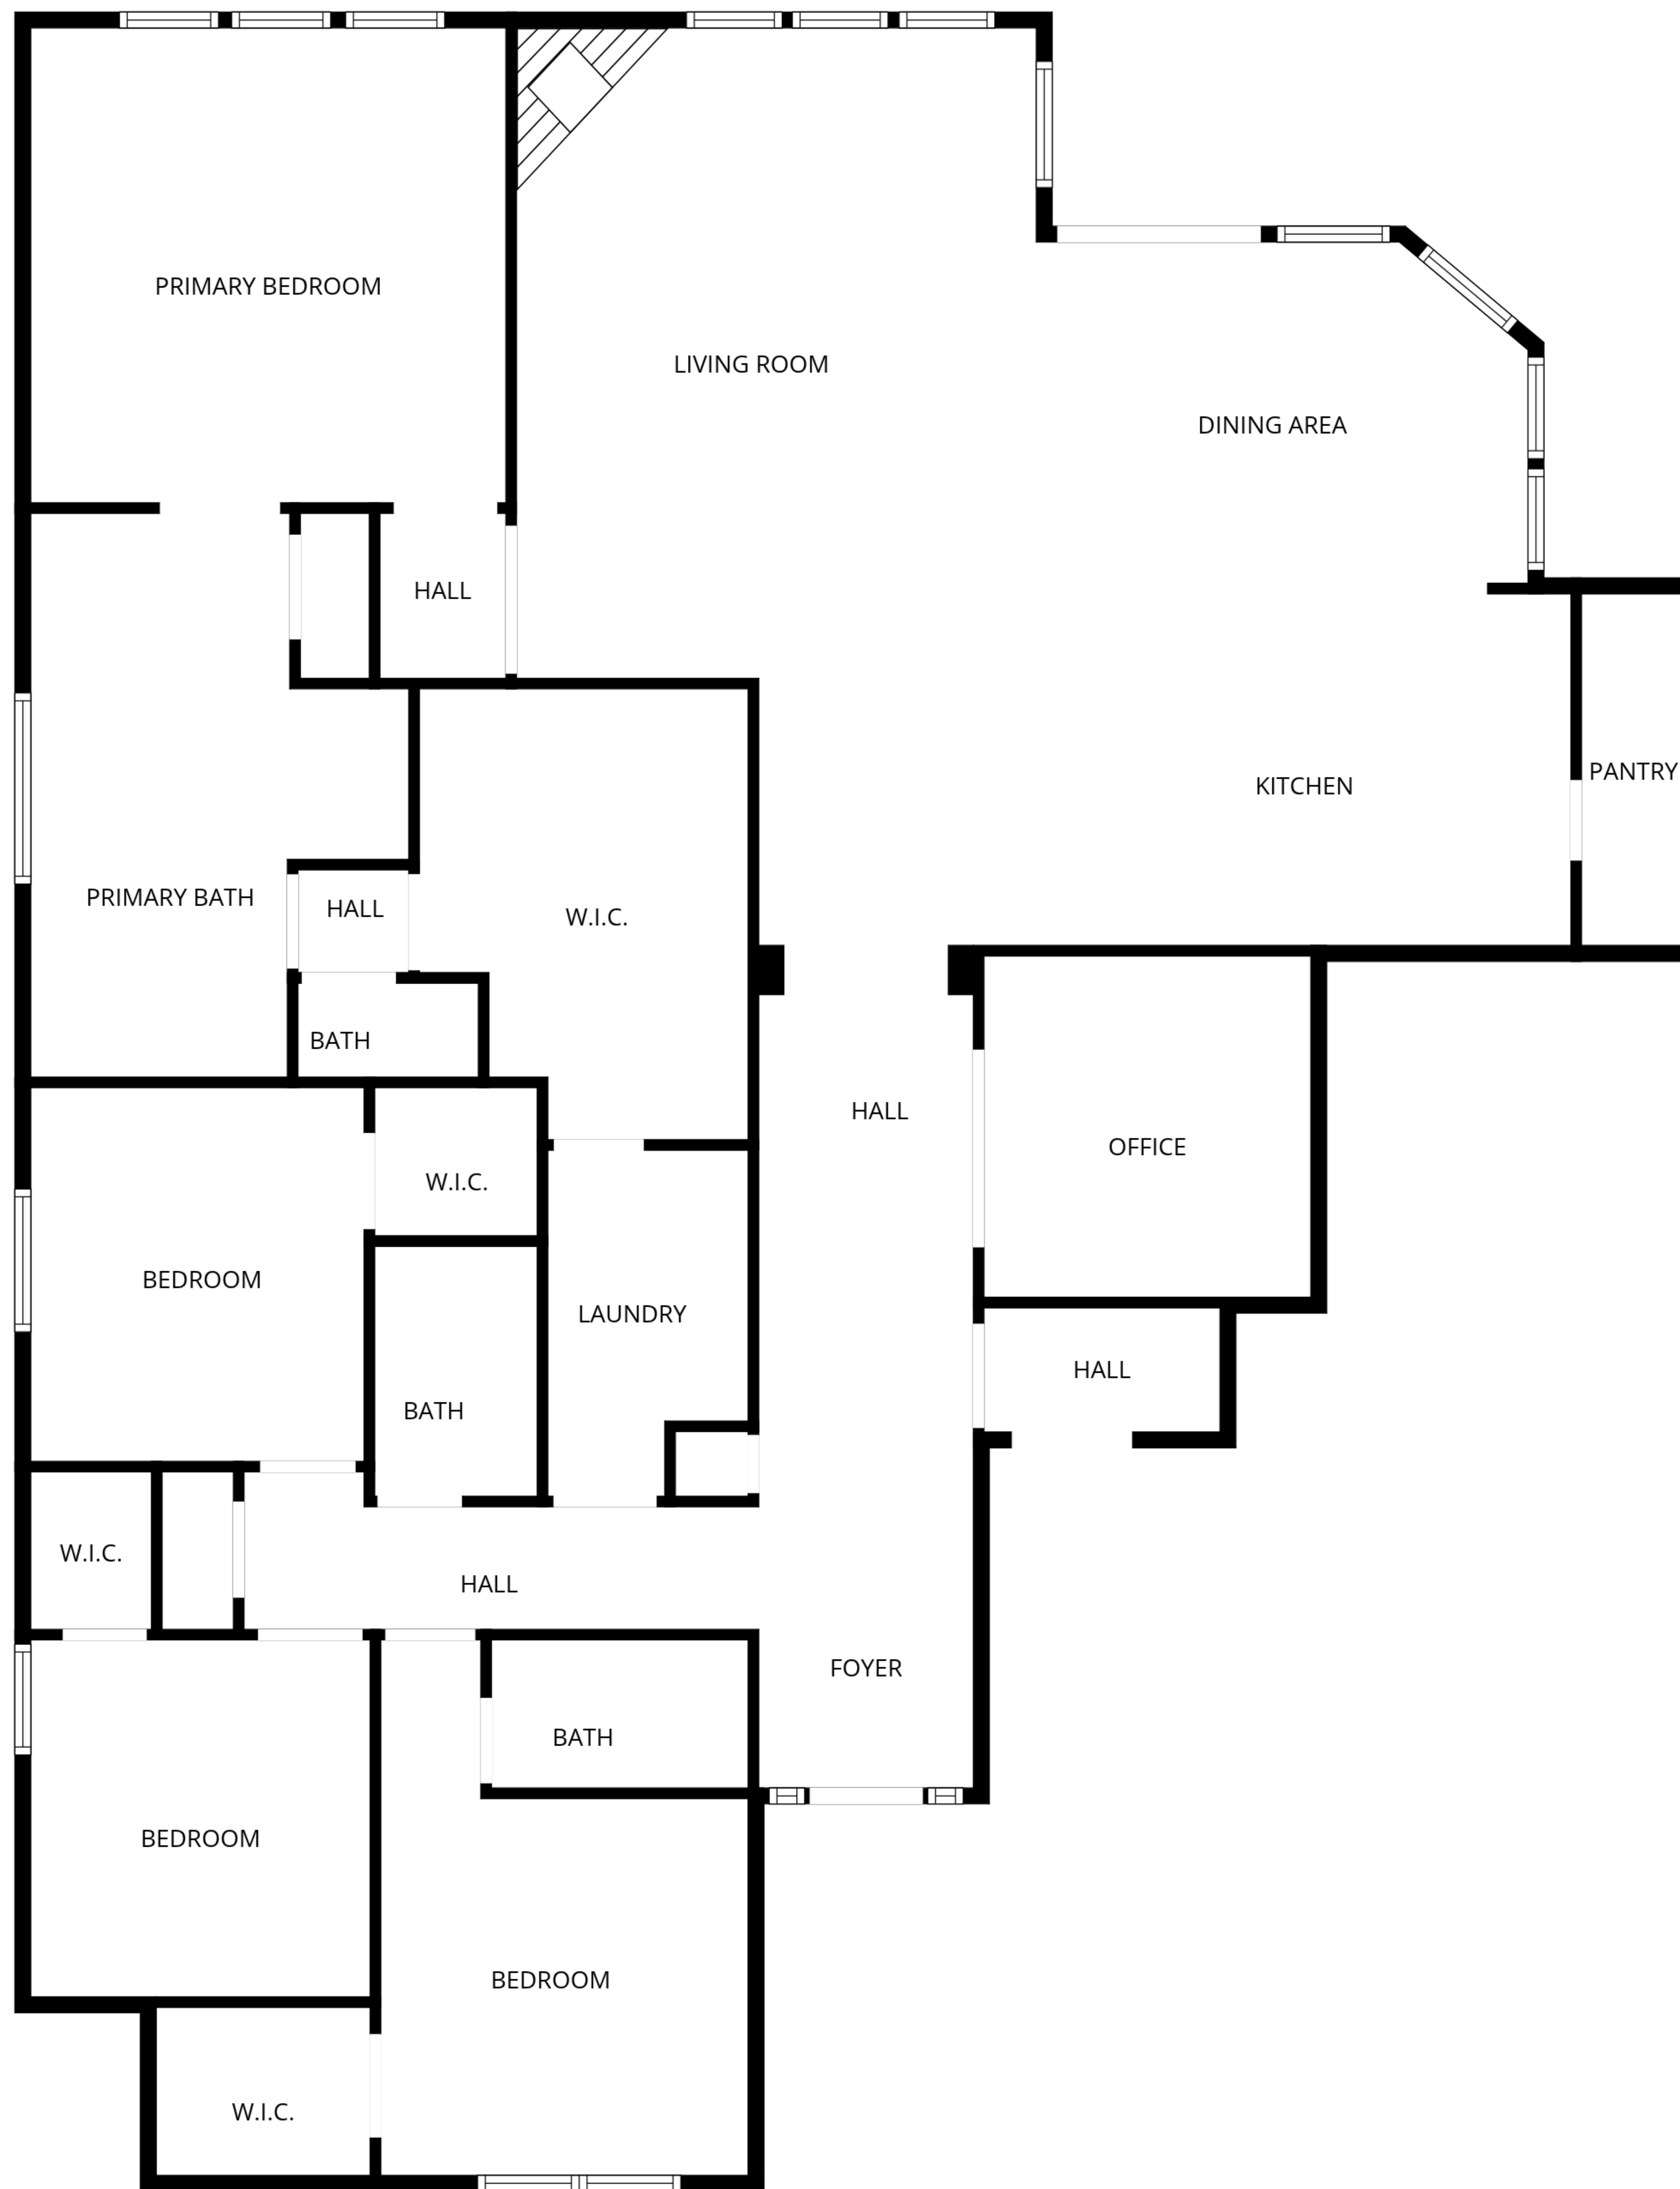 PRIMARY BEDROOM
LIVING ROOM
DINING AREA
HALL
PANTRY
KITCHEN
PRIMARY BATH
HALL
W.I.C.
BATH
HALL
OFFICE
W.I.C.
BEDROOM
LAUNDRY
HALL
BATH
W.I.C.
HALL
FOYER
BATH
BEDROOM
BEDROOM
W.I.C.